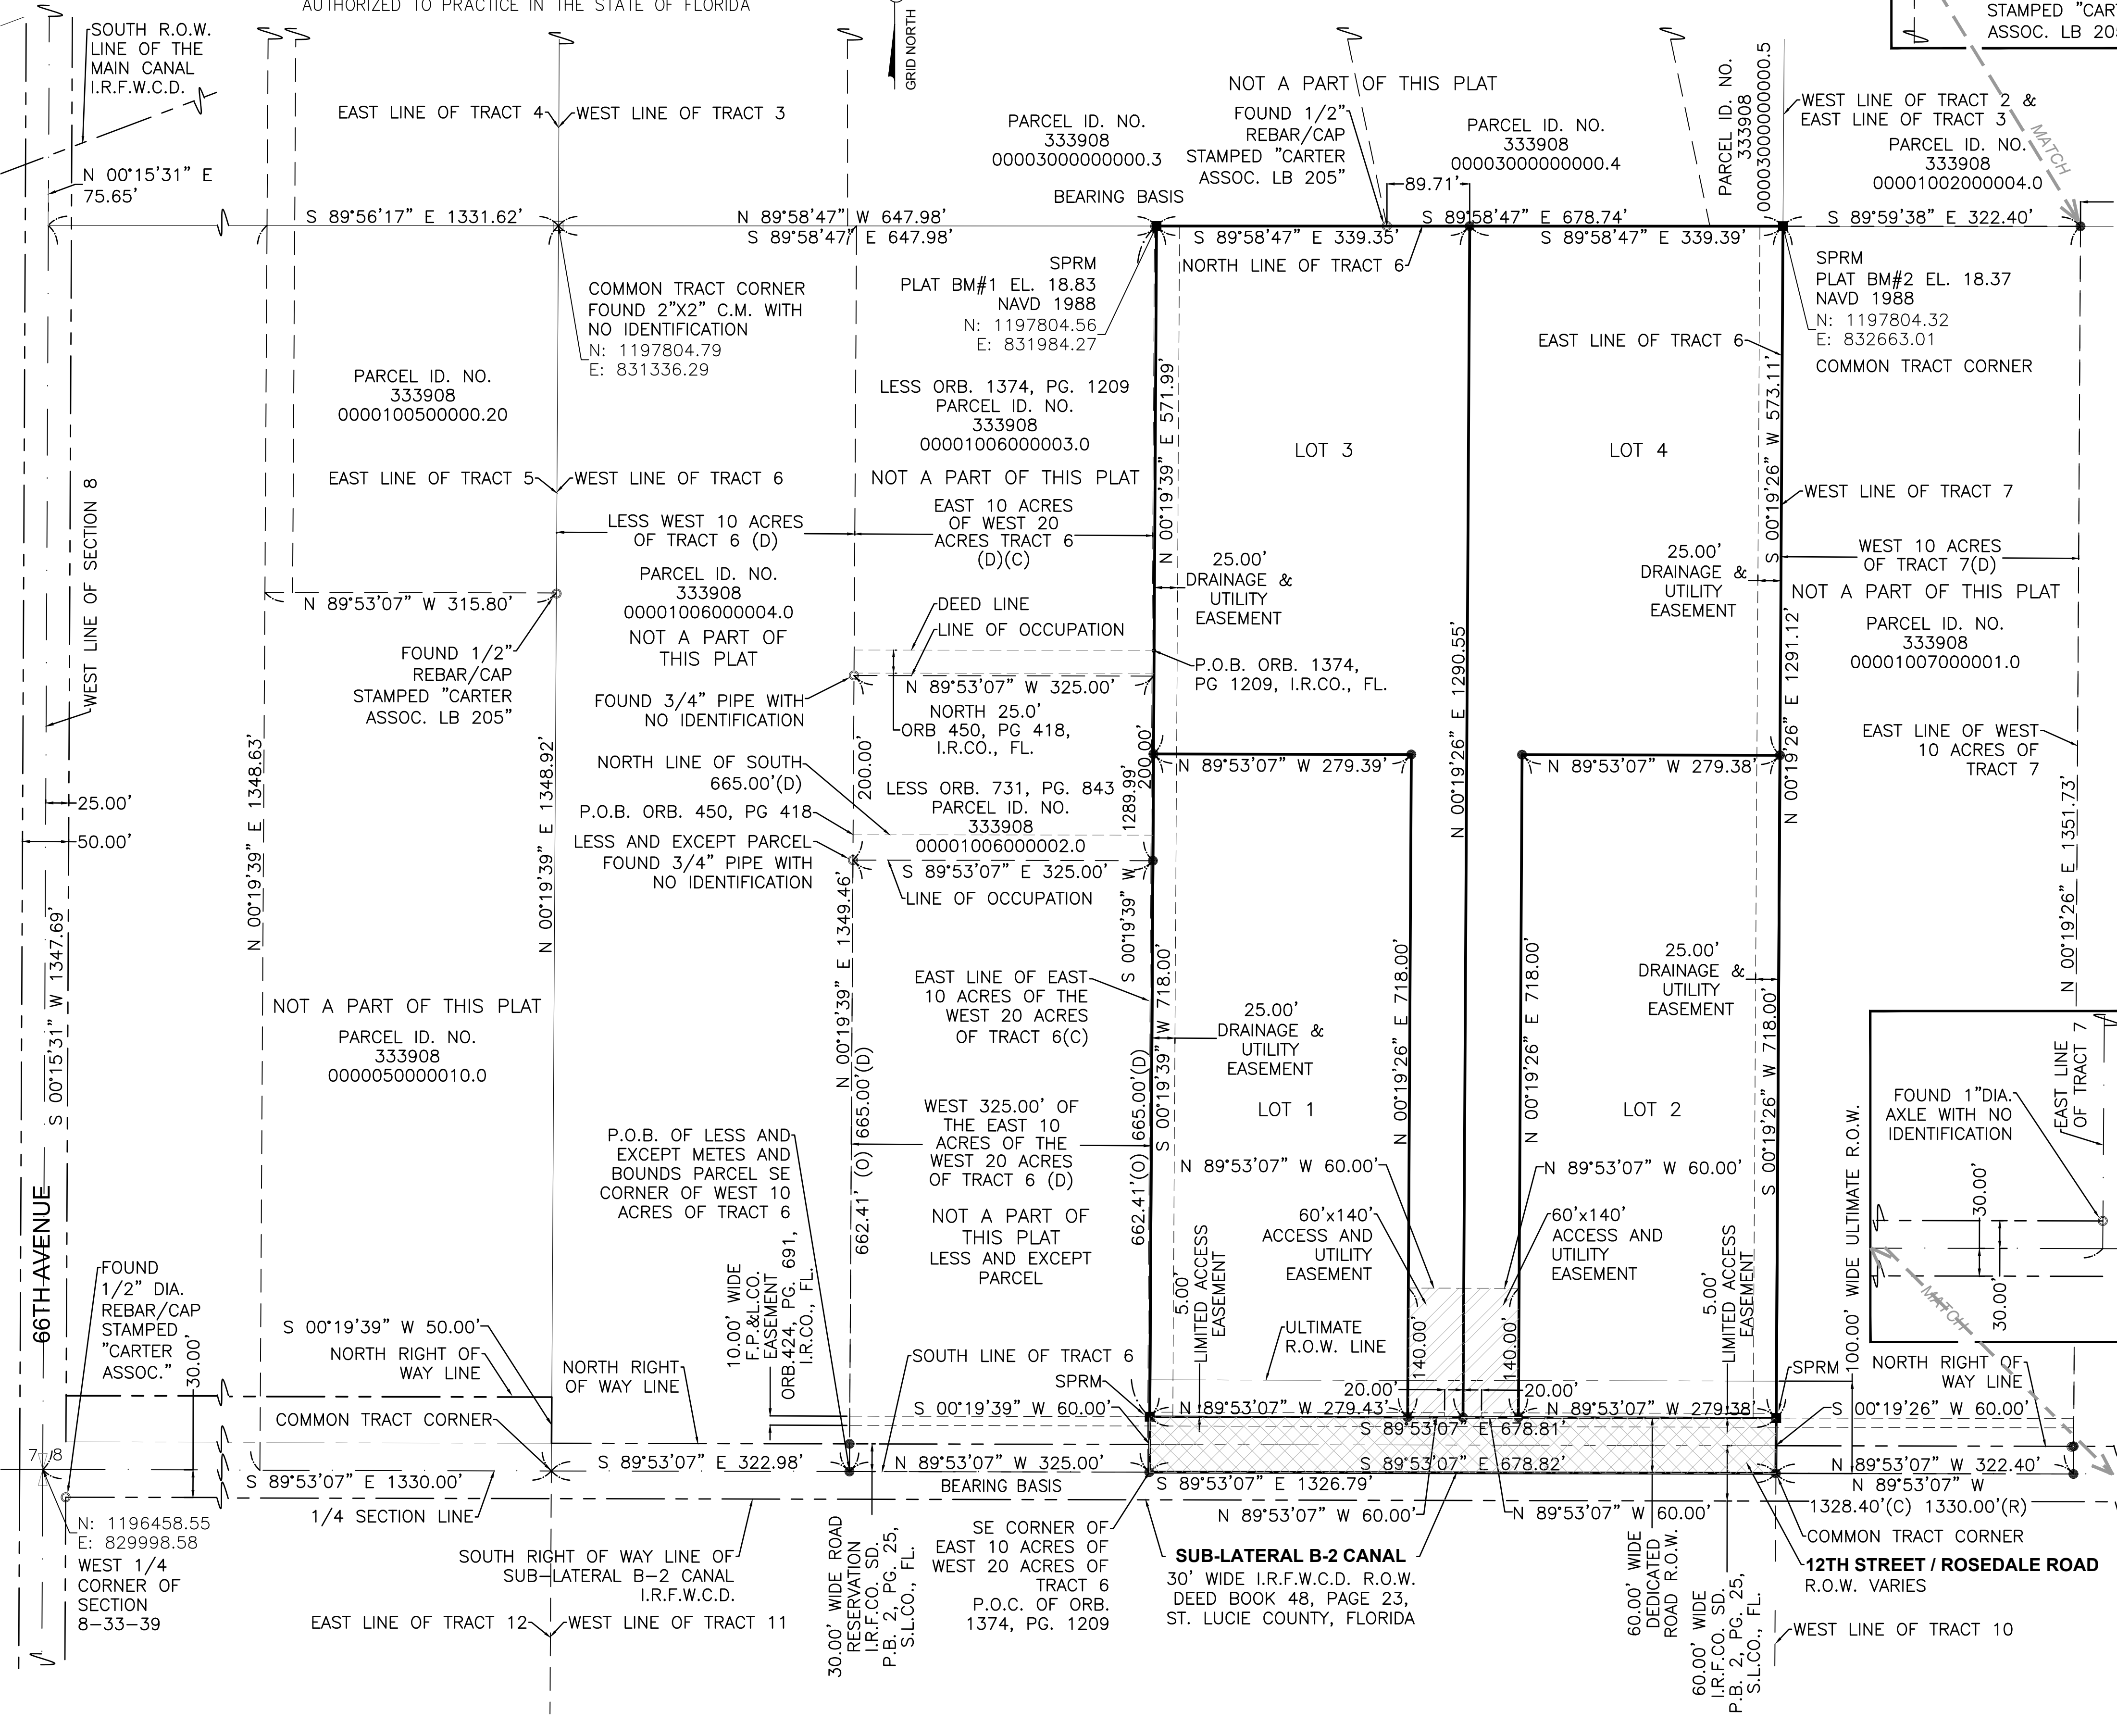 AUTHORIZED TO PRACTICE IN THE STATE OF FLORIDA
GRID NORTH
STAMPED "CART
ASSOC. LB 205
SOUTH R.O.W.
LINE OF THE
MAIN CANAL
I.R.F.W.C.D.
EAST LINE OF TRACT 4
WEST LINE OF TRACT 3
NOT A PART OF THIS PLAT
PARCEL ID. NO.
333908
00003000000000.3
FOUND 1/2"
REBAR/CAP
STAMPED "CARTER
ASSOC. LB 205"
PARCEL ID. NO.
333908
00003000000000.4
PARCEL ID. NO.
333908
00003000000000.5
WEST LINE OF TRACT 2 &
EAST LINE OF TRACT 3
PARCEL ID. NO.
333908
00001002000004.0
MATCH
N 00°15'31" E
75.65'
BEARING BASIS
89.71'
S 89°56'17" E 1331.62'
N 89°58'47" W 647.98'
S 89°58'47" E 647.98'
S 89°58'47" E 678.74'
S 89°58'47" E 339.35'
S 89°58'47" E 339.39'
S 89°59'38" E 322.40'
NORTH LINE OF TRACT 6
COMMON TRACT CORNER
FOUND 2"X2" C.M. WITH
NO IDENTIFICATION
N: 1197804.79
E: 831336.29
SPRM
PLAT BM#1 EL. 18.83
NAVD 1988
N: 1197804.56
E: 831984.27
SPRM
PLAT BM#2 EL. 18.37
NAVD 1988
N: 1197804.32
E: 832663.01
COMMON TRACT CORNER
EAST LINE OF TRACT 6
PARCEL ID. NO.
333908
0000100500000.20
LESS ORB. 1374, PG. 1209
PARCEL ID. NO.
333908
00001006000003.0
NOT A PART OF THIS PLAT
N 00°19'39" E 571.99'
S 00°19'26" W 573.11'
LOT 3
LOT 4
EAST LINE OF TRACT 5
WEST LINE OF TRACT 6
WEST LINE OF TRACT 7
WEST LINE OF SECTION 8
LESS WEST 10 ACRES
OF TRACT 6 (D)
EAST 10 ACRES
OF WEST 20
ACRES TRACT 6
(D)(C)
25.00'
DRAINAGE &
UTILITY
EASEMENT
25.00'
DRAINAGE &
UTILITY
EASEMENT
WEST 10 ACRES
OF TRACT 7(D)
NOT A PART OF THIS PLAT
PARCEL ID. NO.
333908
00001007000001.0
PARCEL ID. NO.
333908
00001006000004.0
NOT A PART OF
THIS PLAT
N 89°53'07" W 315.80'
FOUND 1/2"
REBAR/CAP
STAMPED "CARTER
ASSOC. LB 205"
DEED LINE
LINE OF OCCUPATION
N 89°53'07" W 325.00'
FOUND 3/4" PIPE WITH
NO IDENTIFICATION
NORTH 25.0'
ORB 450, PG 418,
I.R.CO., FL.
P.O.B. ORB. 1374,
PG 1209, I.R.CO., FL.
N 00°19'26" E 1290.55'
N 00°19'26" E 1291.12'
EAST LINE OF WEST
10 ACRES OF
TRACT 7
N 00°19'39" E 1348.63'
N 00°19'39" E 1348.92'
200.00'
200.00'
NORTH LINE OF SOUTH
665.00'(D)
P.O.B. ORB. 450, PG 418
LESS AND EXCEPT PARCEL
FOUND 3/4" PIPE WITH
NO IDENTIFICATION
LESS ORB. 731, PG. 843
PARCEL ID. NO.
333908
00001006000002.0
S 89°53'07" E 325.00'
LINE OF OCCUPATION
N 89°53'07" W 279.39'
N 89°53'07" W 279.38'
25.00'
50.00'
S 00°15'31" W 1347.69'
N 00°19'39" E 1349.46'
S 00°19'39" W 1289.99'
S 00°19'39" W 718.00'
N 00°19'26" E 718.00'
N 00°19'26" E 718.00'
S 00°19'26" W 718.00'
N 00°19'26" E 1351.73'
NOT A PART OF THIS PLAT
PARCEL ID. NO.
333908
0000050000010.0
EAST LINE OF EAST
10 ACRES OF THE
WEST 20 ACRES
OF TRACT 6(C)
25.00'
DRAINAGE &
UTILITY
EASEMENT
25.00'
DRAINAGE &
UTILITY
EASEMENT
LOT 1
LOT 2
662.41' (O) 665.00'(D)
662.41'(O) 665.00'(D)
WEST 325.00' OF
THE EAST 10
ACRES OF THE
WEST 20 ACRES
OF TRACT 6 (D)
NOT A PART OF
THIS PLAT
LESS AND EXCEPT
PARCEL
P.O.B. OF LESS AND
EXCEPT METES AND
BOUNDS PARCEL SE
CORNER OF WEST 10
ACRES OF TRACT 6
N 89°53'07" W 60.00'
N 89°53'07" W 60.00'
60'x140'
ACCESS AND
UTILITY
EASEMENT
60'x140'
ACCESS AND
UTILITY
EASEMENT
5.00'
LIMITED ACCESS
EASEMENT
5.00'
LIMITED ACCESS
EASEMENT
140.00'
140.00'
ULTIMATE
R.O.W. LINE
100.00' WIDE ULTIMATE R.O.W.
EAST LINE
OF TRACT 7
FOUND 1"DIA.
AXLE WITH NO
IDENTIFICATION
30.00'
30.00'
MATCH
66TH AVENUE
FOUND
1/2" DIA.
REBAR/CAP
STAMPED
"CARTER
ASSOC."
30.00'
S 00°19'39" W 50.00'
NORTH RIGHT OF
WAY LINE
COMMON TRACT CORNER
NORTH RIGHT
OF WAY LINE
10.00' WIDE
F.P.&L.CO.
EASEMENT
ORB.424, PG. 691,
I.R.CO., FL.
SOUTH LINE OF TRACT 6
SPRM
S 00°19'39" W 60.00'
20.00'
20.00'
N 89°53'07" W 279.43'
N 89°53'07" W 279.38'
S 89°53'07" E 678.81'
S 89°53'07" E 678.82'
SPRM
NORTH RIGHT OF
WAY LINE
S 00°19'26" W 60.00'
7
8
S 89°53'07" E 1330.00'
S 89°53'07" E 322.98'
N 89°53'07" W 325.00'
BEARING BASIS
S 89°53'07" E 1326.79'
N 89°53'07" W 60.00'
N 89°53'07" W 60.00'
N 89°53'07" W 322.40'
N 89°53'07" W
1328.40'(C) 1330.00'(R)
COMMON TRACT CORNER
12TH STREET / ROSEDALE ROAD
R.O.W. VARIES
1/4 SECTION LINE
N: 1196458.55
E: 829998.58
WEST 1/4
CORNER OF
SECTION
8-33-39
SOUTH RIGHT OF WAY LINE OF
SUB-LATERAL B-2 CANAL
I.R.F.W.C.D.
EAST LINE OF TRACT 12
WEST LINE OF TRACT 11
30.00' WIDE ROAD
RESERVATION
I.R.F.CO. SD.
P.B. 2, PG. 25,
S.L.CO., FL.
SE CORNER OF
EAST 10 ACRES OF
WEST 20 ACRES OF
TRACT 6
P.O.C. OF ORB.
1374, PG. 1209
SUB-LATERAL B-2 CANAL
30' WIDE I.R.F.W.C.D. R.O.W.
DEED BOOK 48, PAGE 23,
ST. LUCIE COUNTY, FLORIDA
60.00' WIDE
DEDICATED
ROAD R.O.W.
60.00' WIDE
I.R.F.CO. SD.
P.B. 2, PG. 25,
S.L.CO., FL.
WEST LINE OF TRACT 10